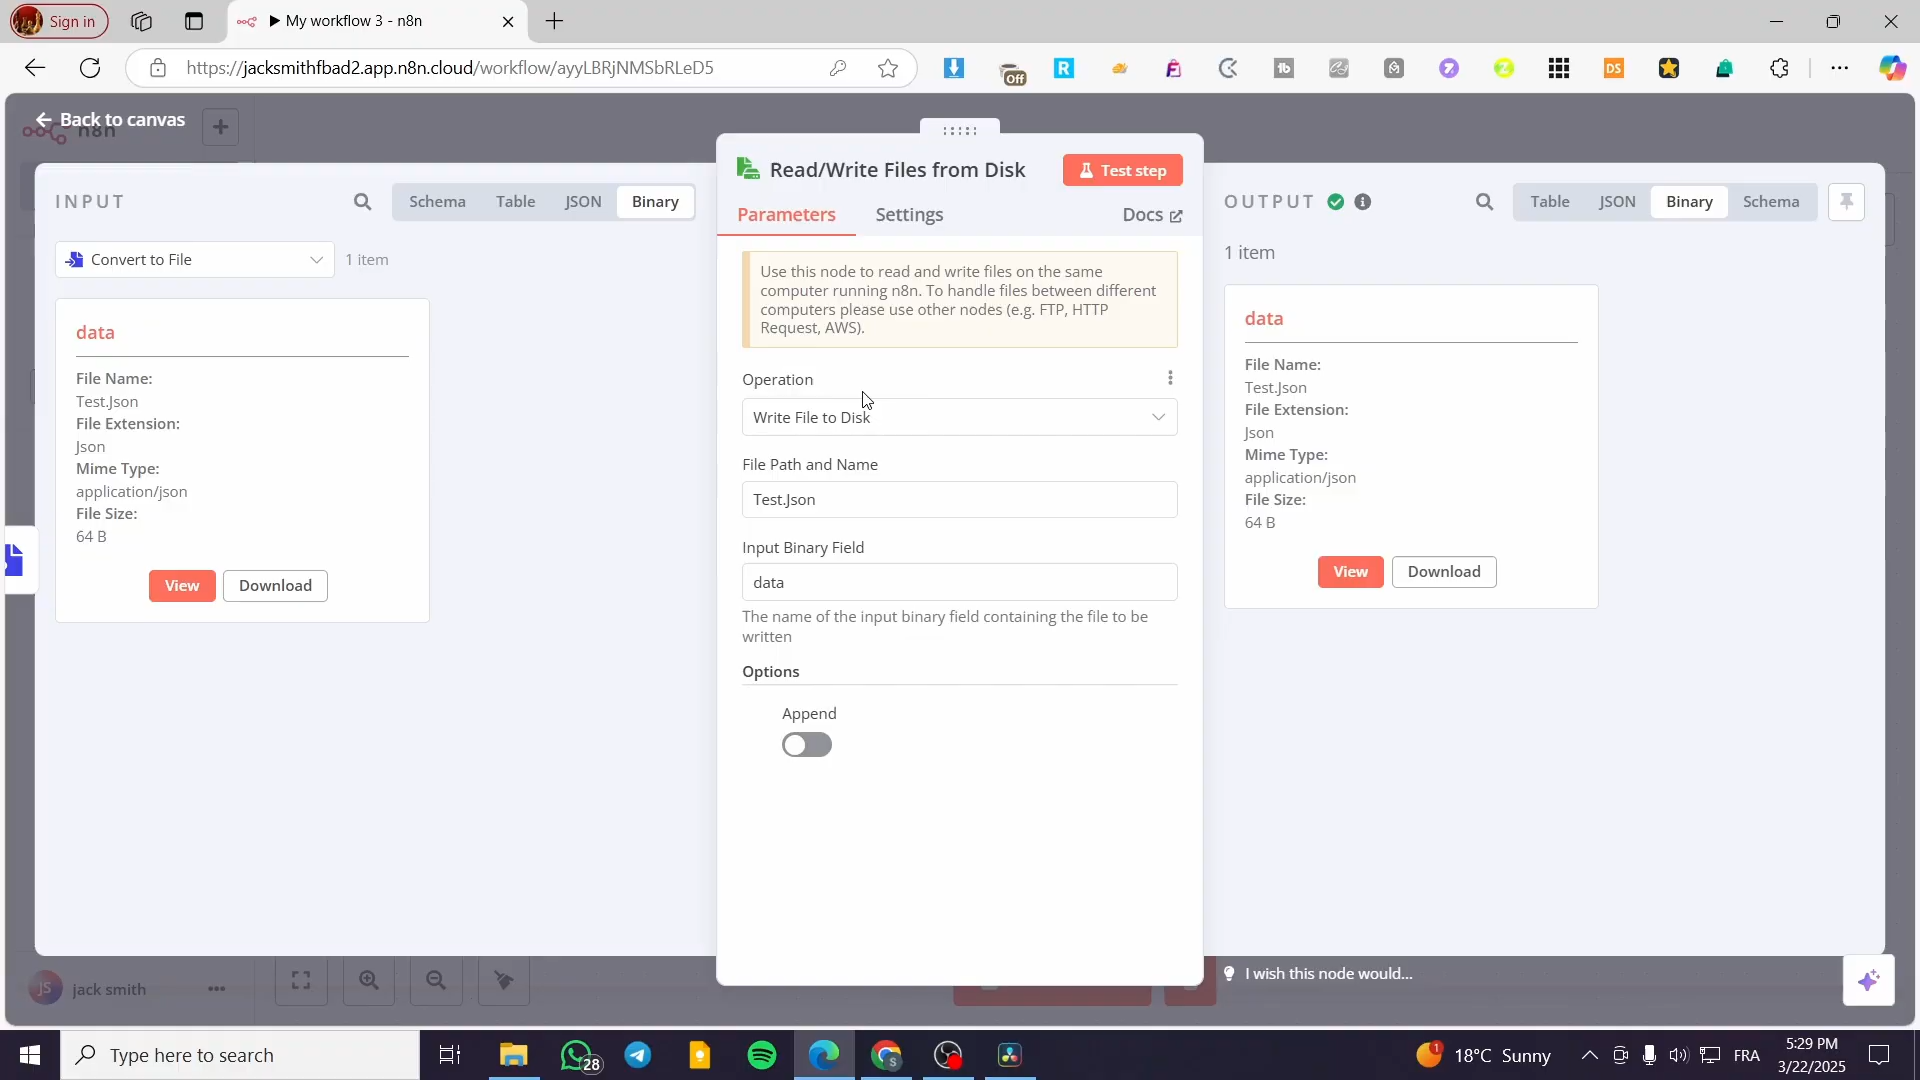 Sign in
My workflow 3 - n8n
https://jacksmithfbad2.app.n8n.cloud/workflow/ayyLBRjNMSbRLeD5
Off
DS
Back to canvas
n8n
INPUT
Schema
Table
JSON
Binary
Convert to File
1 item
data
File Name:
Test.Json
File Extension:
Json
Mime Type:
application/json
File Size:
64 B
View
Download
Read/Write Files from Disk
Test step
Parameters
Settings
Docs
Use this node to read and write files on the same
computer running n8n. To handle files between different
computers please use other nodes (e.g. FTP, HTTP
Request, AWS).
Operation
Write File to Disk
File Path and Name
Test.Json
Input Binary Field
data
The name of the input binary field containing the file to be
written
Options
Append
OUTPUT
Table
JSON
Binary
Schema
1 item
data
File Name:
Test.Json
File Extension:
Json
Mime Type:
application/json
File Size:
64 B
View
Download
JS
jack smith
I wish this node would...
Type here to search
28
1
18°C Sunny
FRA
5:29 PM
3/22/2025